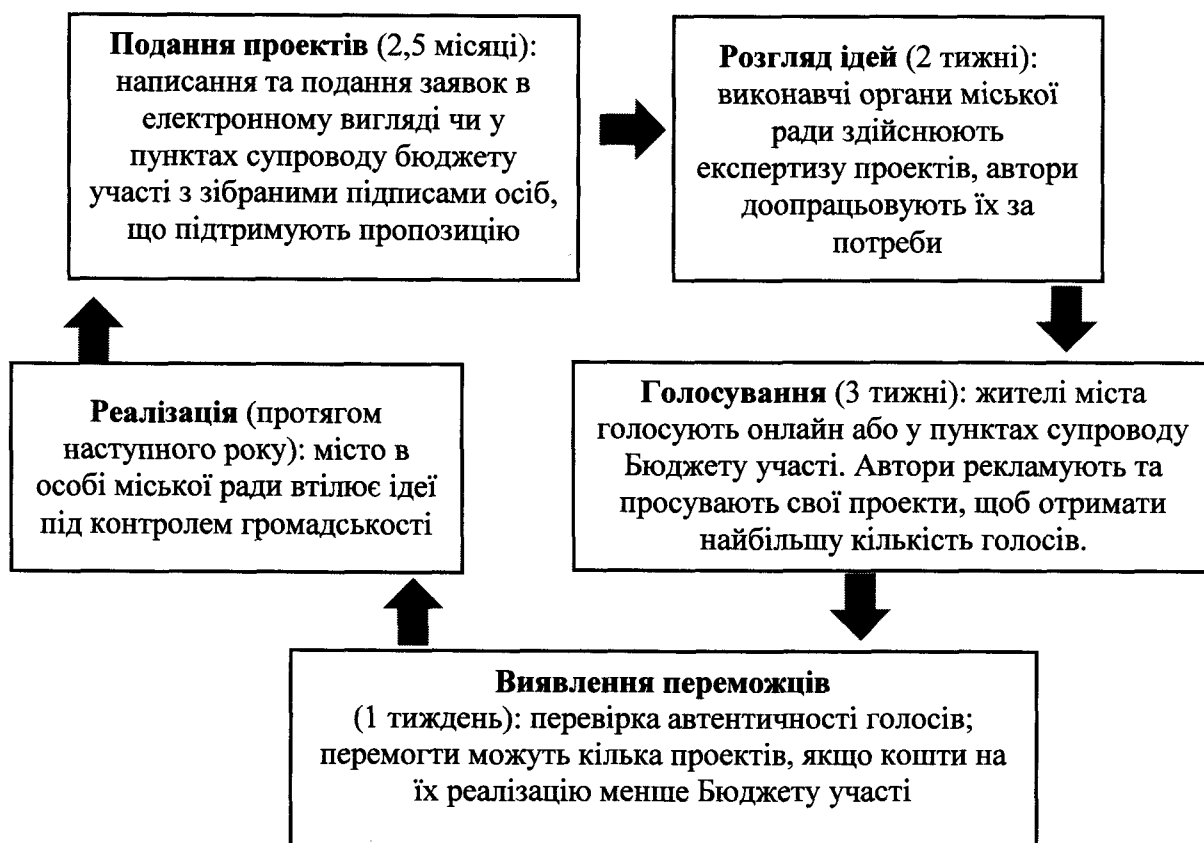 Подання проектів (2,5 місяці):
написання та подання заявок в
електронному вигляді чи у
пунктах супроводу бюджету
участі з зібраними підписами осіб,
що підтримують пропозицію
Розгляд ідей (2 тижні):
виконавчі органи міської
ради здійснюють
експертизу проектів, автори
доопрацьовують їх за
потреби
Голосування (3 тижні): жителі міста
голосують онлайн або у пунктах супроводу
Бюджету участі. Автори рекламують та
просувають свої проекти, щоб отримати
найбільшу кількість голосів.
Виявлення переможців
(1 тиждень): перевірка автентичності голосів;
перемогти можуть кілька проектів, якщо кошти на
їх реалізацію менше Бюджету участі
Реалізація (протягом
наступного року): місто в
особі міської ради втілює ідеї
під контролем громадськості